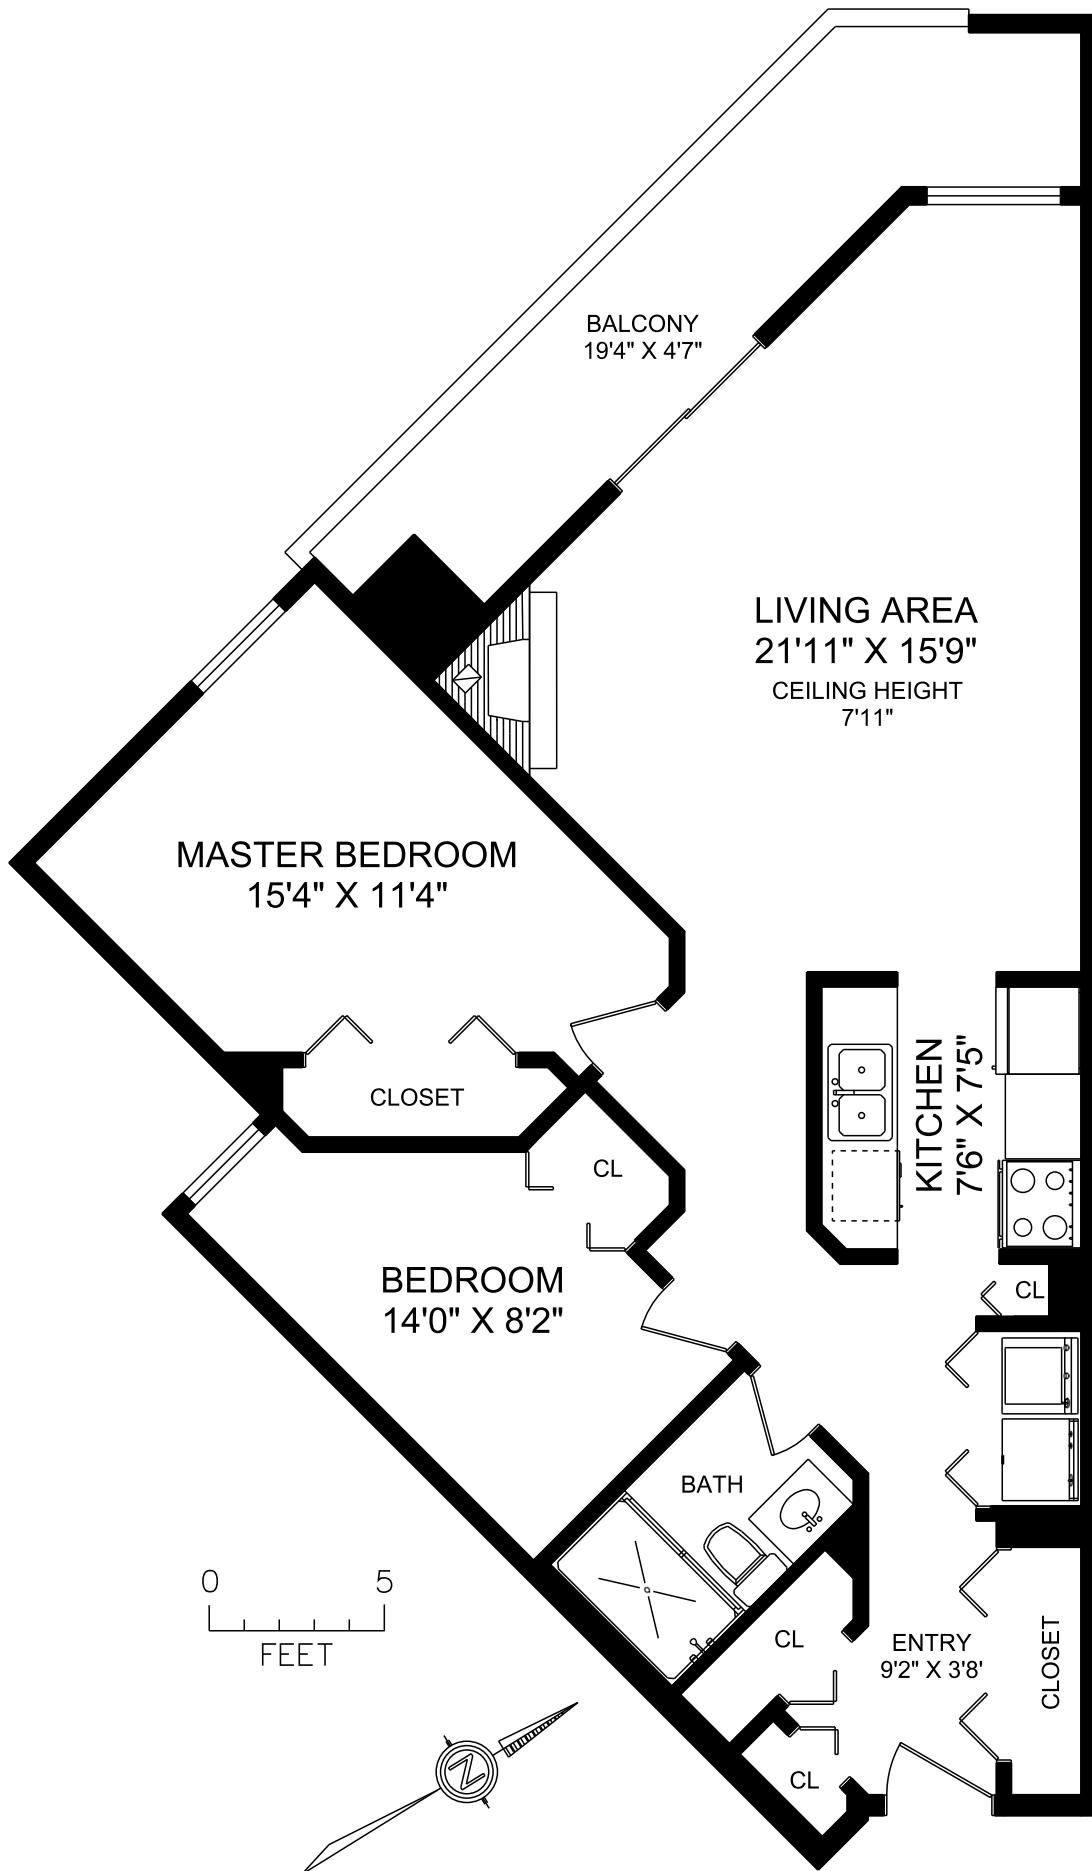 BALCONY
19'4" X 4'7"
LIVING AREA
21'11" X 15'9"
CEILING HEIGHT
7'11"
MASTER BEDROOM
15'4" X 11'4"
CLOSET
CL
KITCHEN
7'6" X 7'5"
BEDROOM
14'0" X 8'2"
CL
BATH
0 5
FEET
CL
ENTRY
9'2" X 3'8'
CLOSET
CL
N